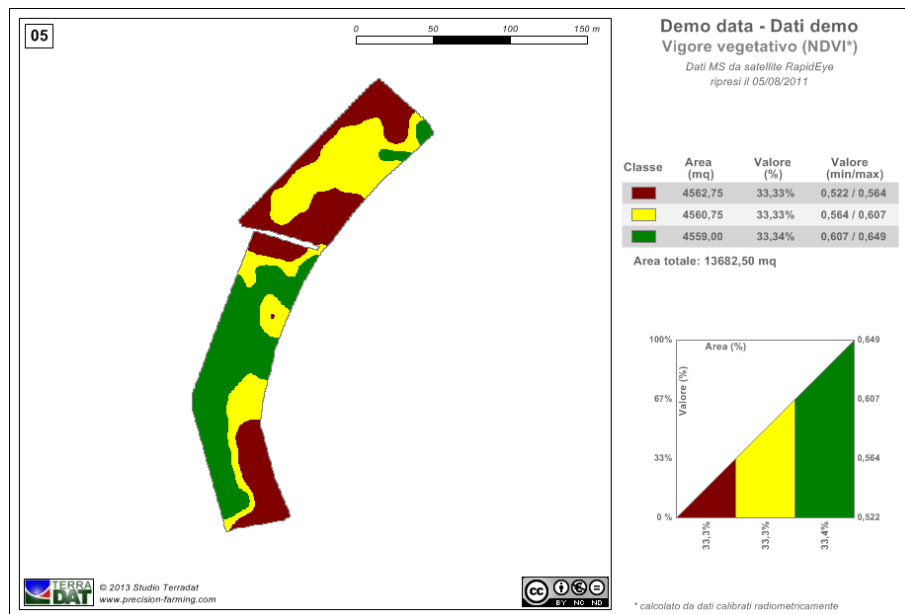 05
0 50 100 150 m
Demo data - Dati demo
Vigore vegetativo (NDVI*)
Dati MS da satellite RapidEye
ripresi il 05/08/2011
Classe Area (mq) Valore (%) Valore (min/max)
4562,75 33,33% 0,522 / 0,564
4560,75 33,33% 0,564 / 0,607
4559,00 33,34% 0,607 / 0,649
Area totale: 13682,50 mq
Area (%)
Valore (%)
100%
67%
33%
0 %
0,649
0,607
0,564
0,522
33,3%
33,3%
33,4%
TERRA
DAT
© 2013 Studio Terradat
www.precision-farming.com
cc
BY NC ND
* calcolato da dati calibrati radiometricamente